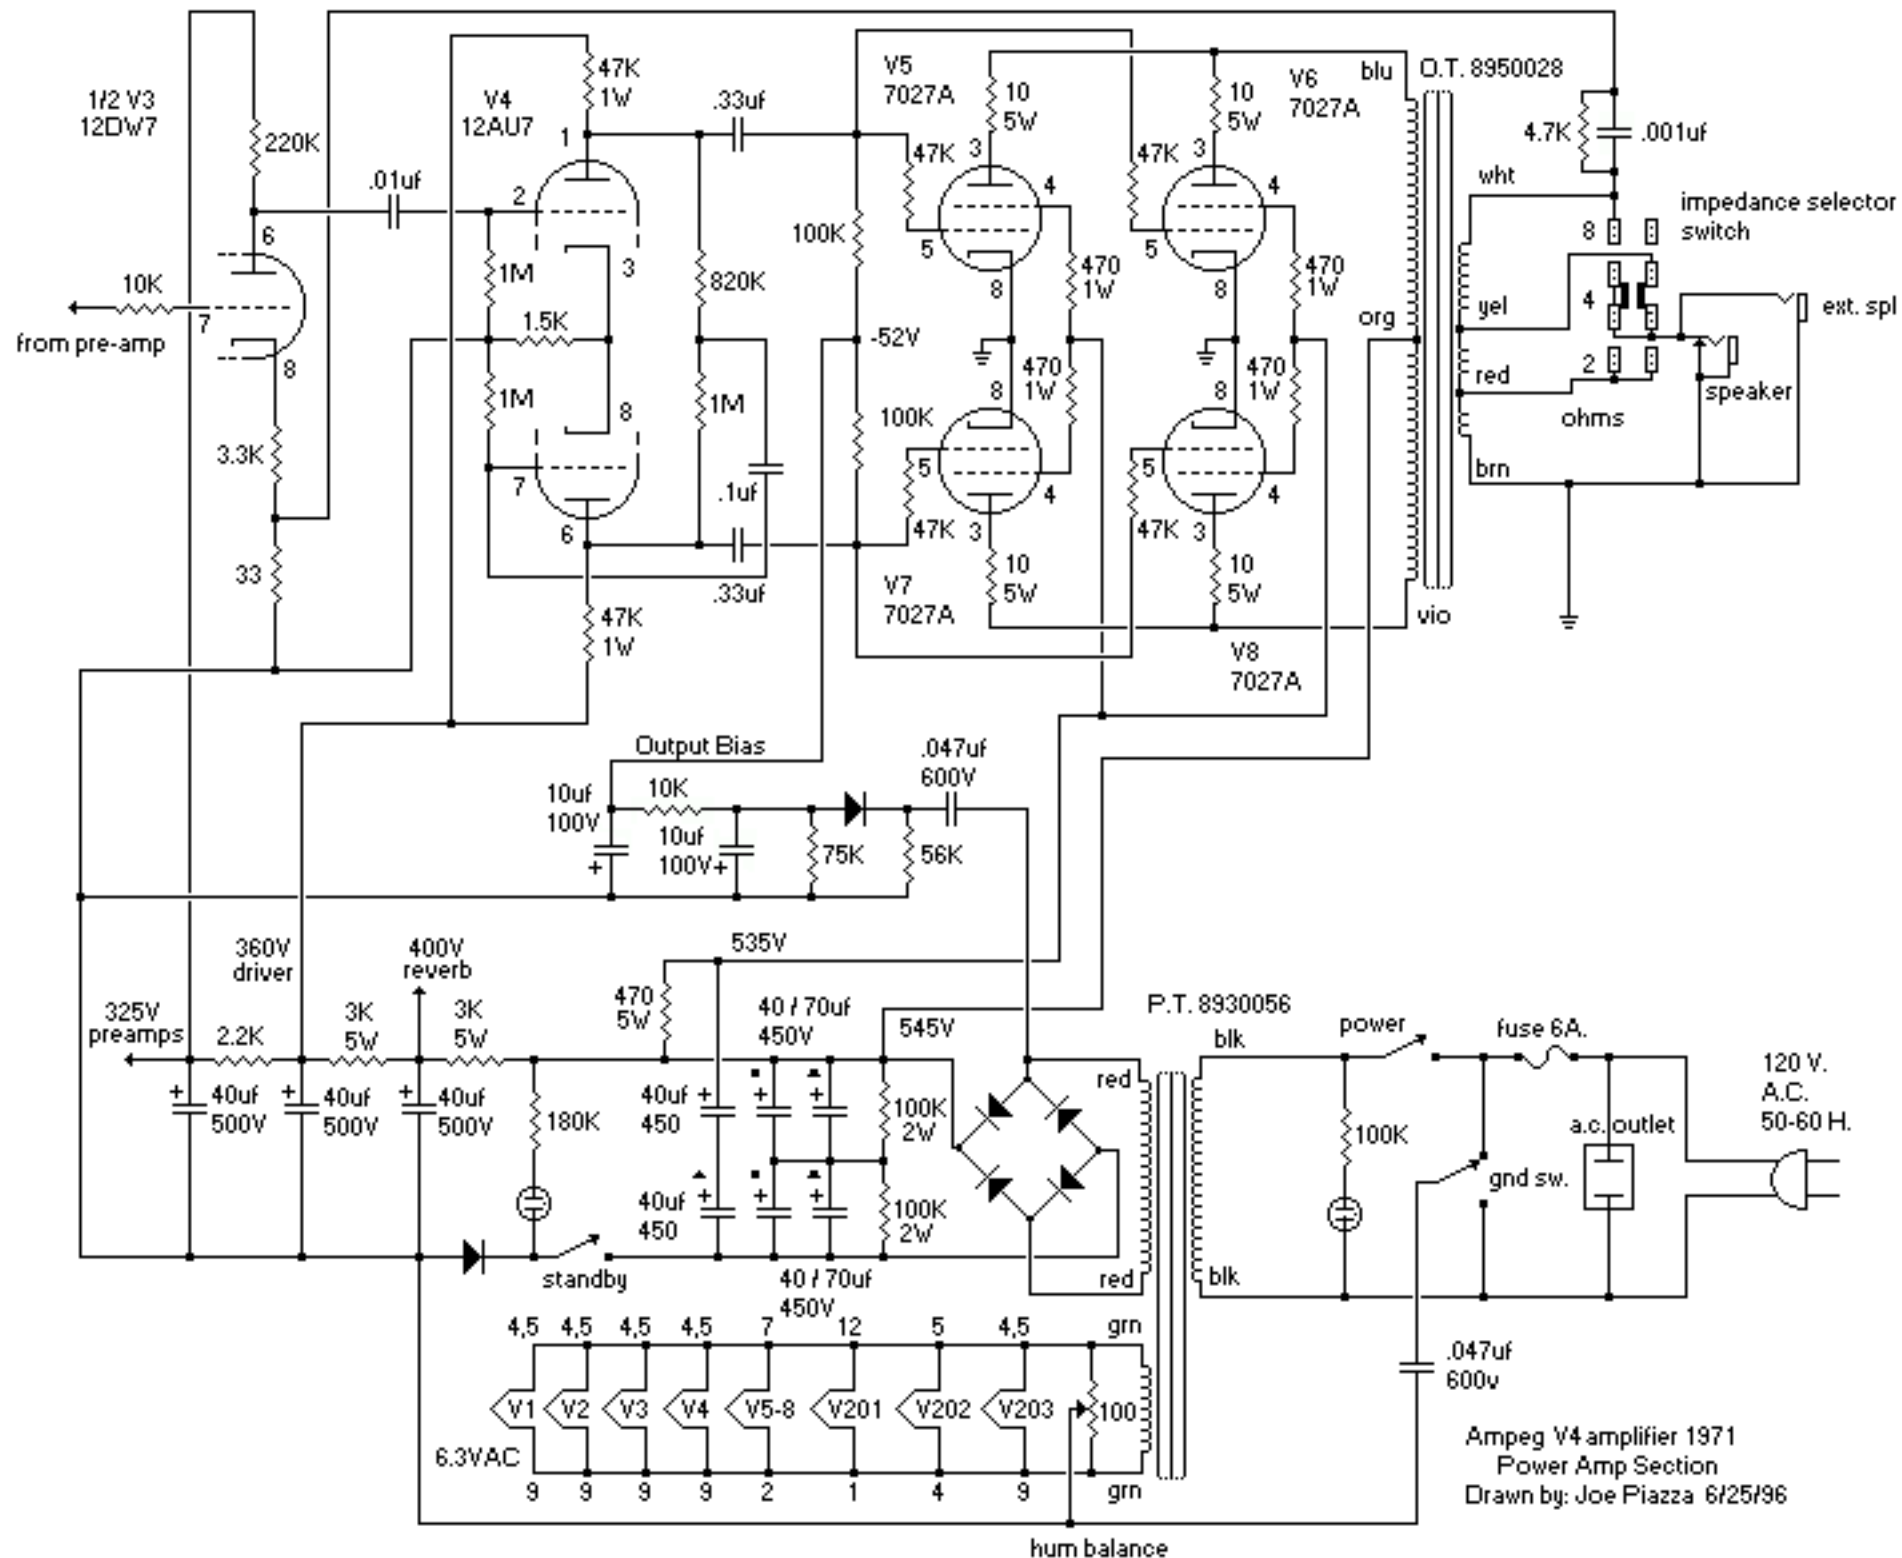 1/2 V3
12DW7
220K
10K
from pre-amp
7
6
8
3.3K
33
.01uf
V4
12AU7
47K
1W
1
2
3
1M
1.5K
1M
8
7
6
47K
1W
.33uf
820K
1M
.1uf
.33uf
100K
-52V
100K
V5
7027A
10
5W
47K
3
4
5
8
470
1W
V6
7027A
10
5W
47K
3
4
5
8
470
1W
470
1W
8
5
4
47K
3
10
5W
V7
7027A
470
1W
8
5
4
47K
3
10
5W
V8
7027A
blu
org
vio
O.T. 8950028
4.7K
.001uf
wht
yel
red
brn
impedance selector
switch
8
4
2
ohms
ext. spl
speaker
Output Bias
10uf
100V
+
10K
10uf
100V+
75K
56K
.047uf
600V
325V
preamps
360V
driver
400V
reverb
2.2K
3K
5W
3K
5W
+
40uf
500V
+
40uf
500V
+
40uf
500V
180K
standby
470
5W
535V
40 / 70uf
450V
545V
40uf
450
+
+
+
100K
2W
40uf
450
+
+
+
100K
2W
40 / 70uf
450V
P.T. 8930056
red
red
blk
blk
power
fuse 6A.
100K
gnd sw.
a.c. outlet
120 V.
A.C.
50-60 H.
4,5
4,5
4,5
4,5
7
12
5
4,5
grn
V1
V2
V3
V4
V5-8
V201
V202
V203
100
6.3VAC
9
9
9
9
2
1
4
9
grn
hum balance
.047uf
600v
Ampeg V4 amplifier 1971
Power Amp Section
Drawn by: Joe Piazza 6/25/96